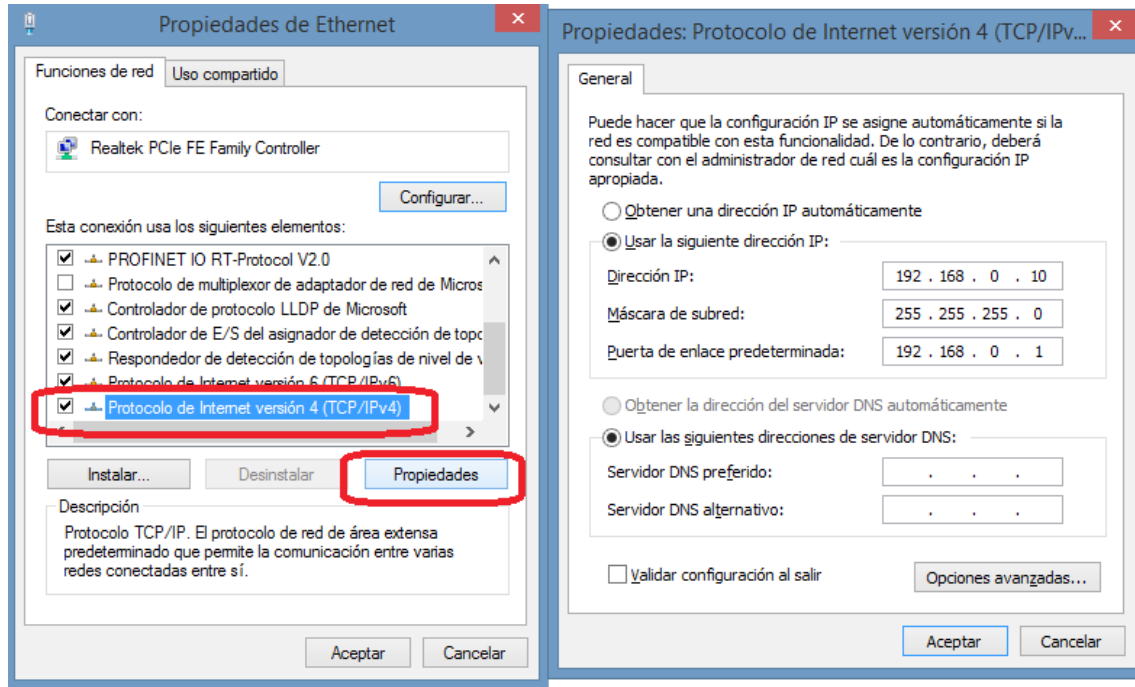 Propiedades de Ethernet
Funciones de red
Uso compartido
Conectar con:
Realtek PCIe FE Family Controller
Configurar...
Esta conexión usa los siguientes elementos:
PROFINET IO RT-Protocol V2.0
Protocolo de multiplexor de adaptador de red de Micros
Controlador de protocolo LLDP de Microsoft
Controlador de E/S del asignador de detección de topo
Respondedor de detección de topologías de nivel de v
Protocolo de Internet versión 6 (TCP/IPv6)
Protocolo de Internet versión 4 (TCP/IPv4)
Instalar...
Desinstalar
Propiedades
Descripción
Protocolo TCP/IP. El protocolo de red de área extensa
predeterminado que permite la comunicación entre varias
redes conectadas entre sí.
Aceptar
Cancelar
Propiedades: Protocolo de Internet versión 4 (TCP/IPv...
General
Puede hacer que la configuración IP se asigne automáticamente si la
red es compatible con esta funcionalidad. De lo contrario, deberá
consultar con el administrador de red cuál es la configuración IP
apropiada.
Obtener una dirección IP automáticamente
Usar la siguiente dirección IP:
Dirección IP:
192 . 168 . 0 . 10
Máscara de subred:
255 . 255 . 255 . 0
Puerta de enlace predeterminada:
192 . 168 . 0 . 1
Obtener la dirección del servidor DNS automáticamente
Usar las siguientes direcciones de servidor DNS:
Servidor DNS preferido:
. . .
Servidor DNS alternativo:
. . .
Validar configuración al salir
Opciones avanzadas...
Aceptar
Cancelar